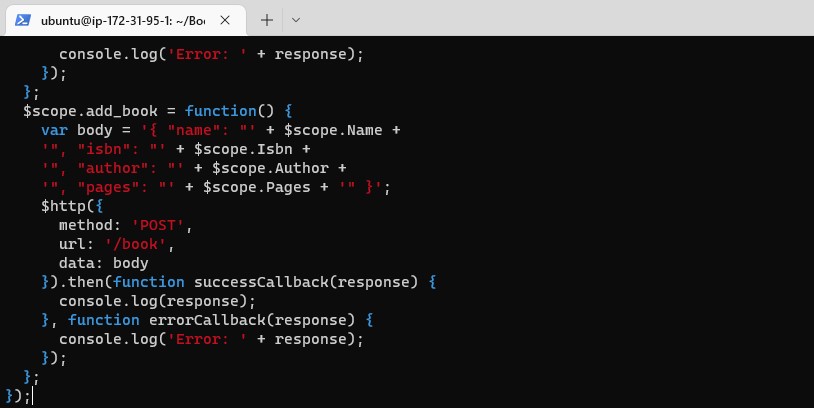 ubuntu@ip-172-31-95-1: ~/Boo
      console.log('Error: ' + response);
    });
  };
  $scope.add_book = function() {
    var body = '{ "name": "' + $scope.Name +
    '", "isbn": "' + $scope.Isbn +
    '", "author": "' + $scope.Author +
    '", "pages": "' + $scope.Pages + '" }';
    $http({
      method: 'POST',
      url: '/book',
      data: body
    }).then(function successCallback(response) {
      console.log(response);
    }, function errorCallback(response) {
      console.log('Error: ' + response);
    });
  };
});